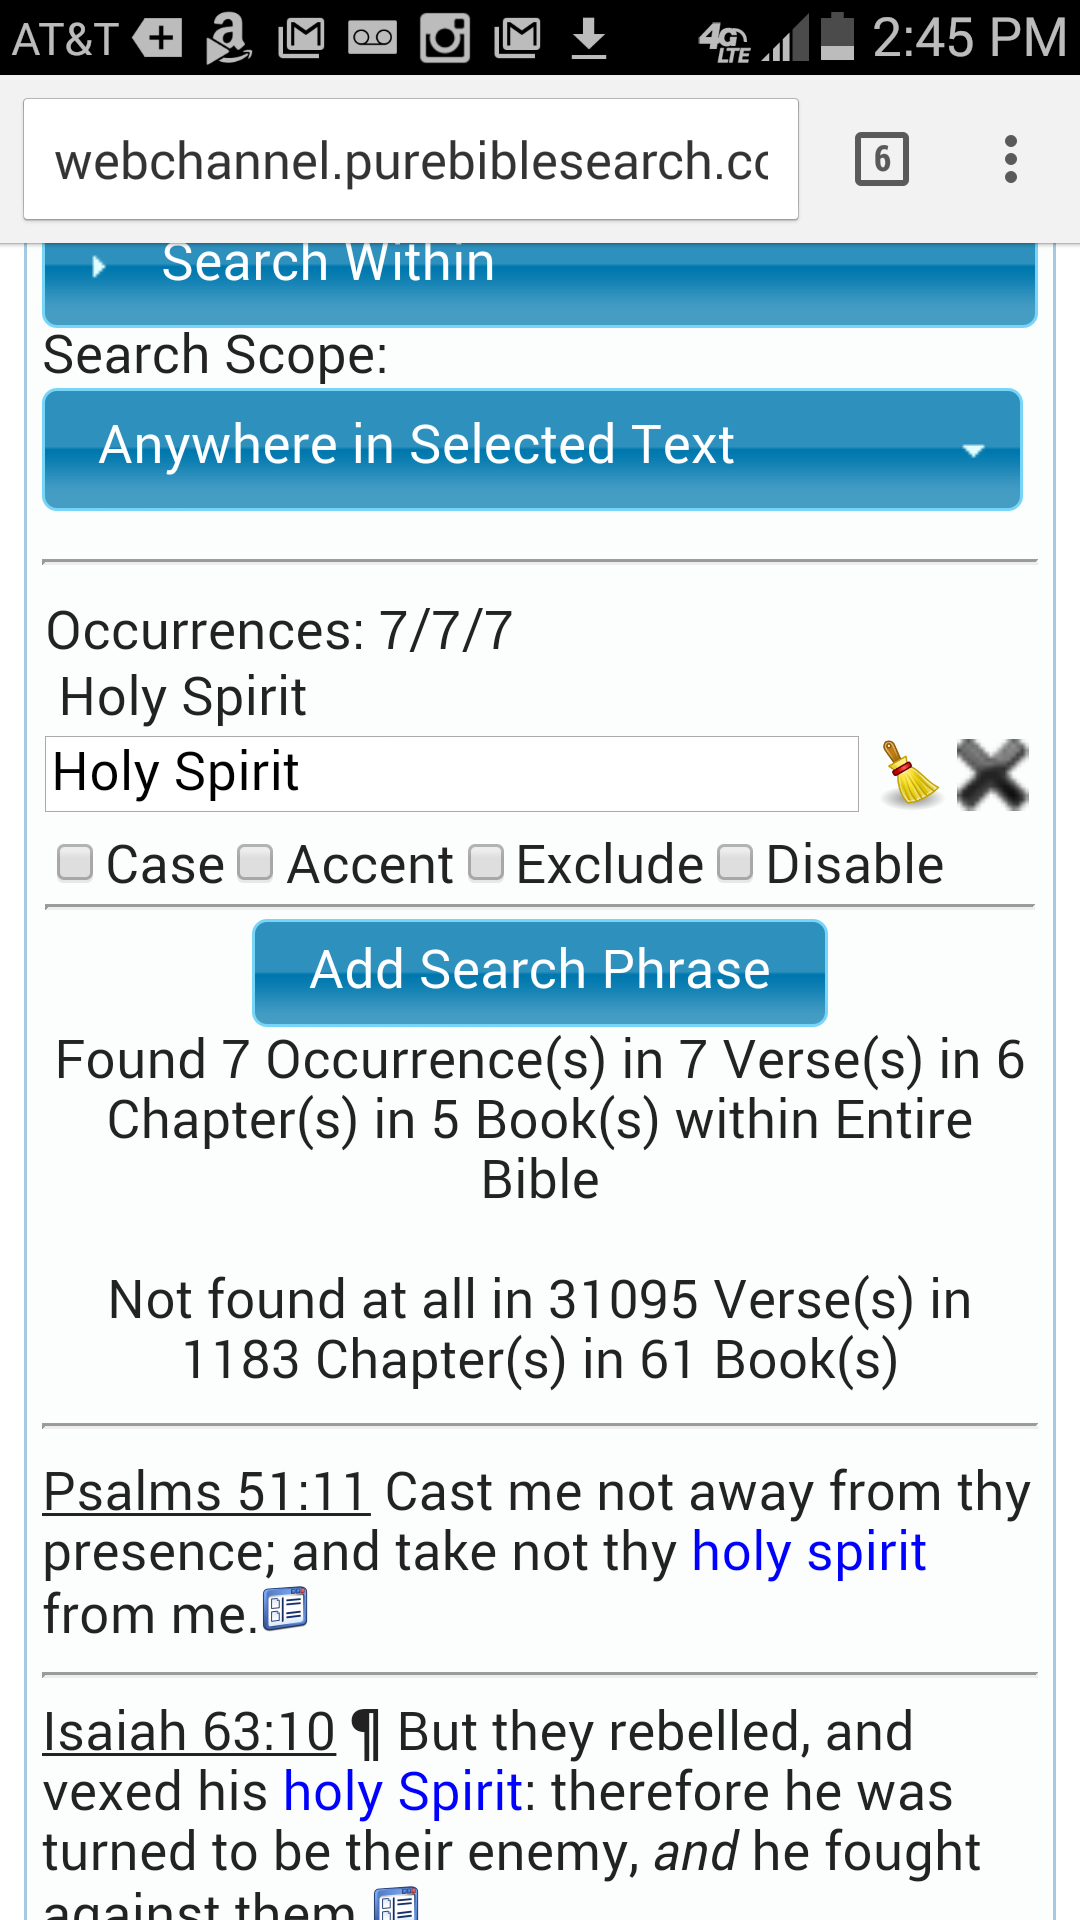 AT&T 4G LTE 2:45 PM
webchannel.purebiblesearch.cc 6
Search Within
Search Scope:
Anywhere in Selected Text
Occurrences: 7/7/7
Holy Spirit
Holy Spirit
Case Accent Exclude Disable
Add Search Phrase
Found 7 Occurrence(s) in 7 Verse(s) in 6
Chapter(s) in 5 Book(s) within Entire
Bible
Not found at all in 31095 Verse(s) in
1183 Chapter(s) in 61 Book(s)
Psalms 51:11 Cast me not away from thy
presence; and take not thy holy spirit
from me.
Isaiah 63:10 ¶ But they rebelled, and
vexed his holy Spirit: therefore he was
turned to be their enemy, and he fought
against them